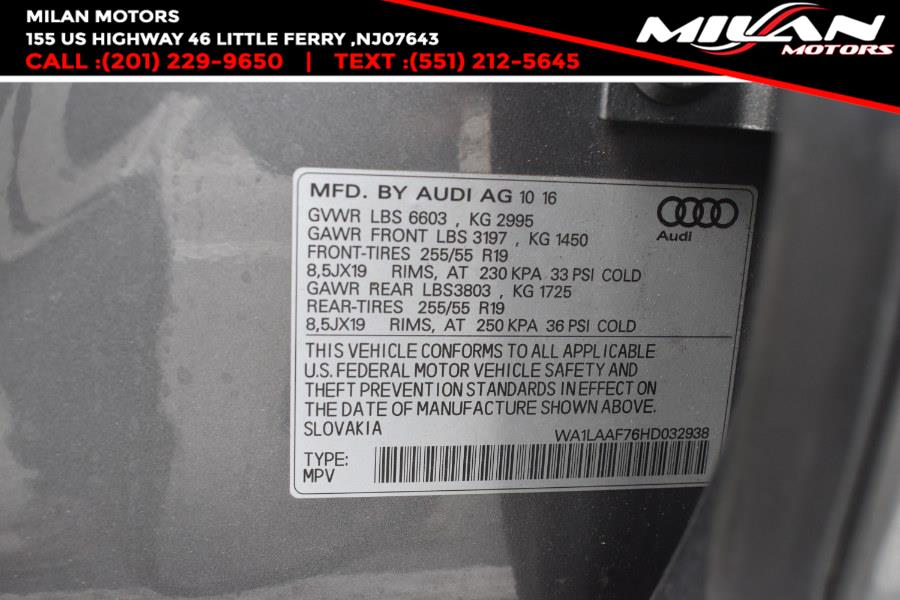 MILAN MOTORS
155 US HIGHWAY 46 LITTLE FERRY ,NJ07643
CALL :(201) 229-9650 | TEXT :(551) 212-5645
MILAN
MOTORS
MFD. BY AUDI AG 10 16
GVWR LBS 6603 , KG 2995
GAWR FRONT LBS 3197 , KG 1450
FRONT-TIRES 255/55 R19
8,5JX19 RIMS, AT 230 KPA 33 PSI COLD
GAWR REAR LBS3803 , KG 1725
REAR-TIRES 255/55 R19
8,5JX19 RIMS, AT 250 KPA 36 PSI COLD
Audi
THIS VEHICLE CONFORMS TO ALL APPLICABLE
U.S. FEDERAL MOTOR VEHICLE SAFETY AND
THEFT PREVENTION STANDARDS IN EFFECT ON
THE DATE OF MANUFACTURE SHOWN ABOVE.
SLOVAKIA
WA1LAAF76HD032938
TYPE:
MPV